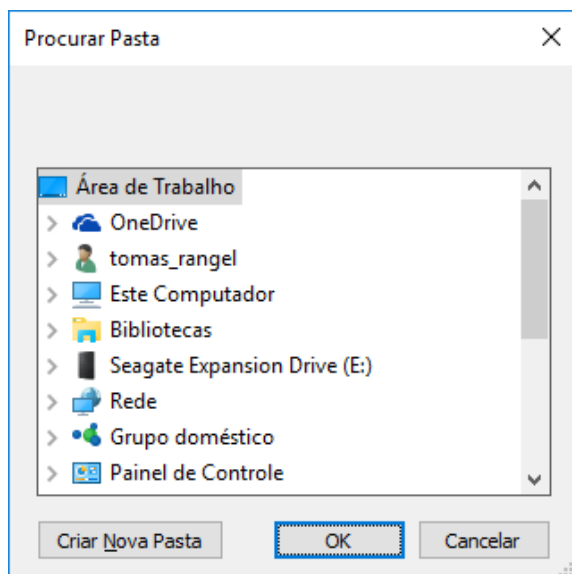 Procurar Pasta
Área de Trabalho
OneDrive
tomas_rangel
Este Computador
Bibliotecas
Seagate Expansion Drive (E:)
Rede
Grupo doméstico
Painel de Controle
Criar Nova Pasta OK Cancelar